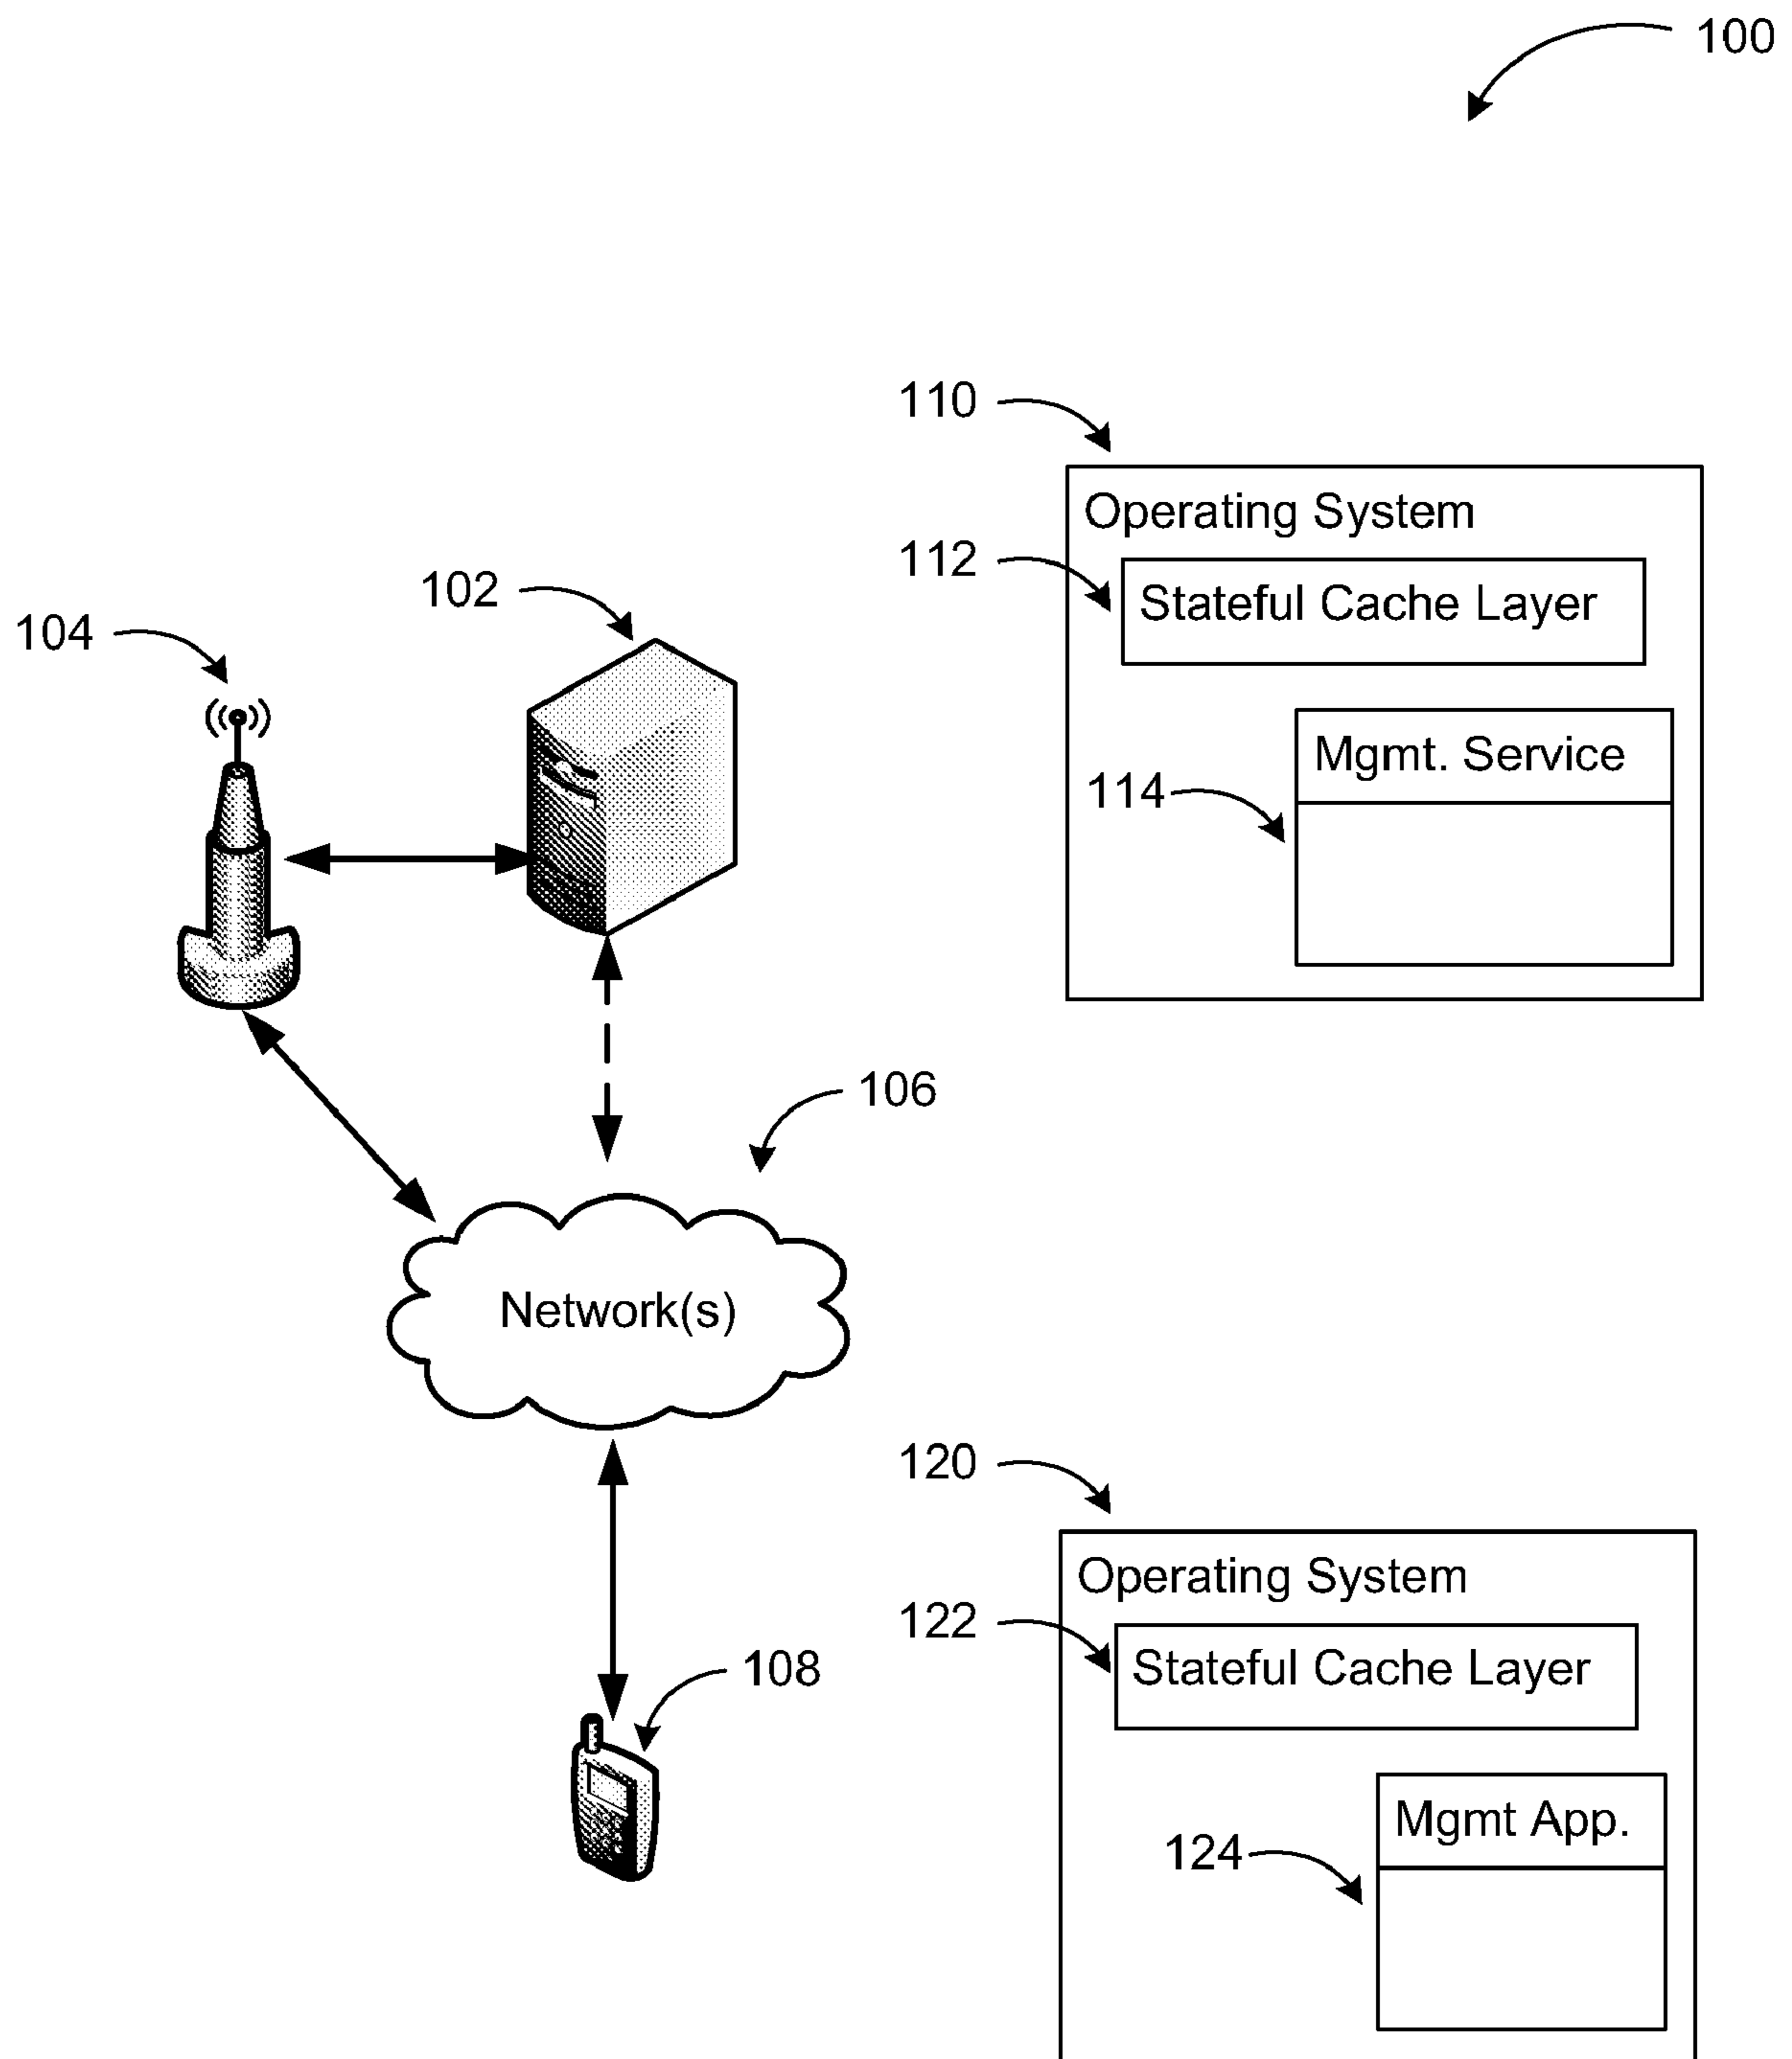 100
110
Operating System
112
Stateful Cache Layer
102
104
Mgmt. Service
114
106
Network(s)
120
Operating System
122
Stateful Cache Layer
108
Mgmt App.
124